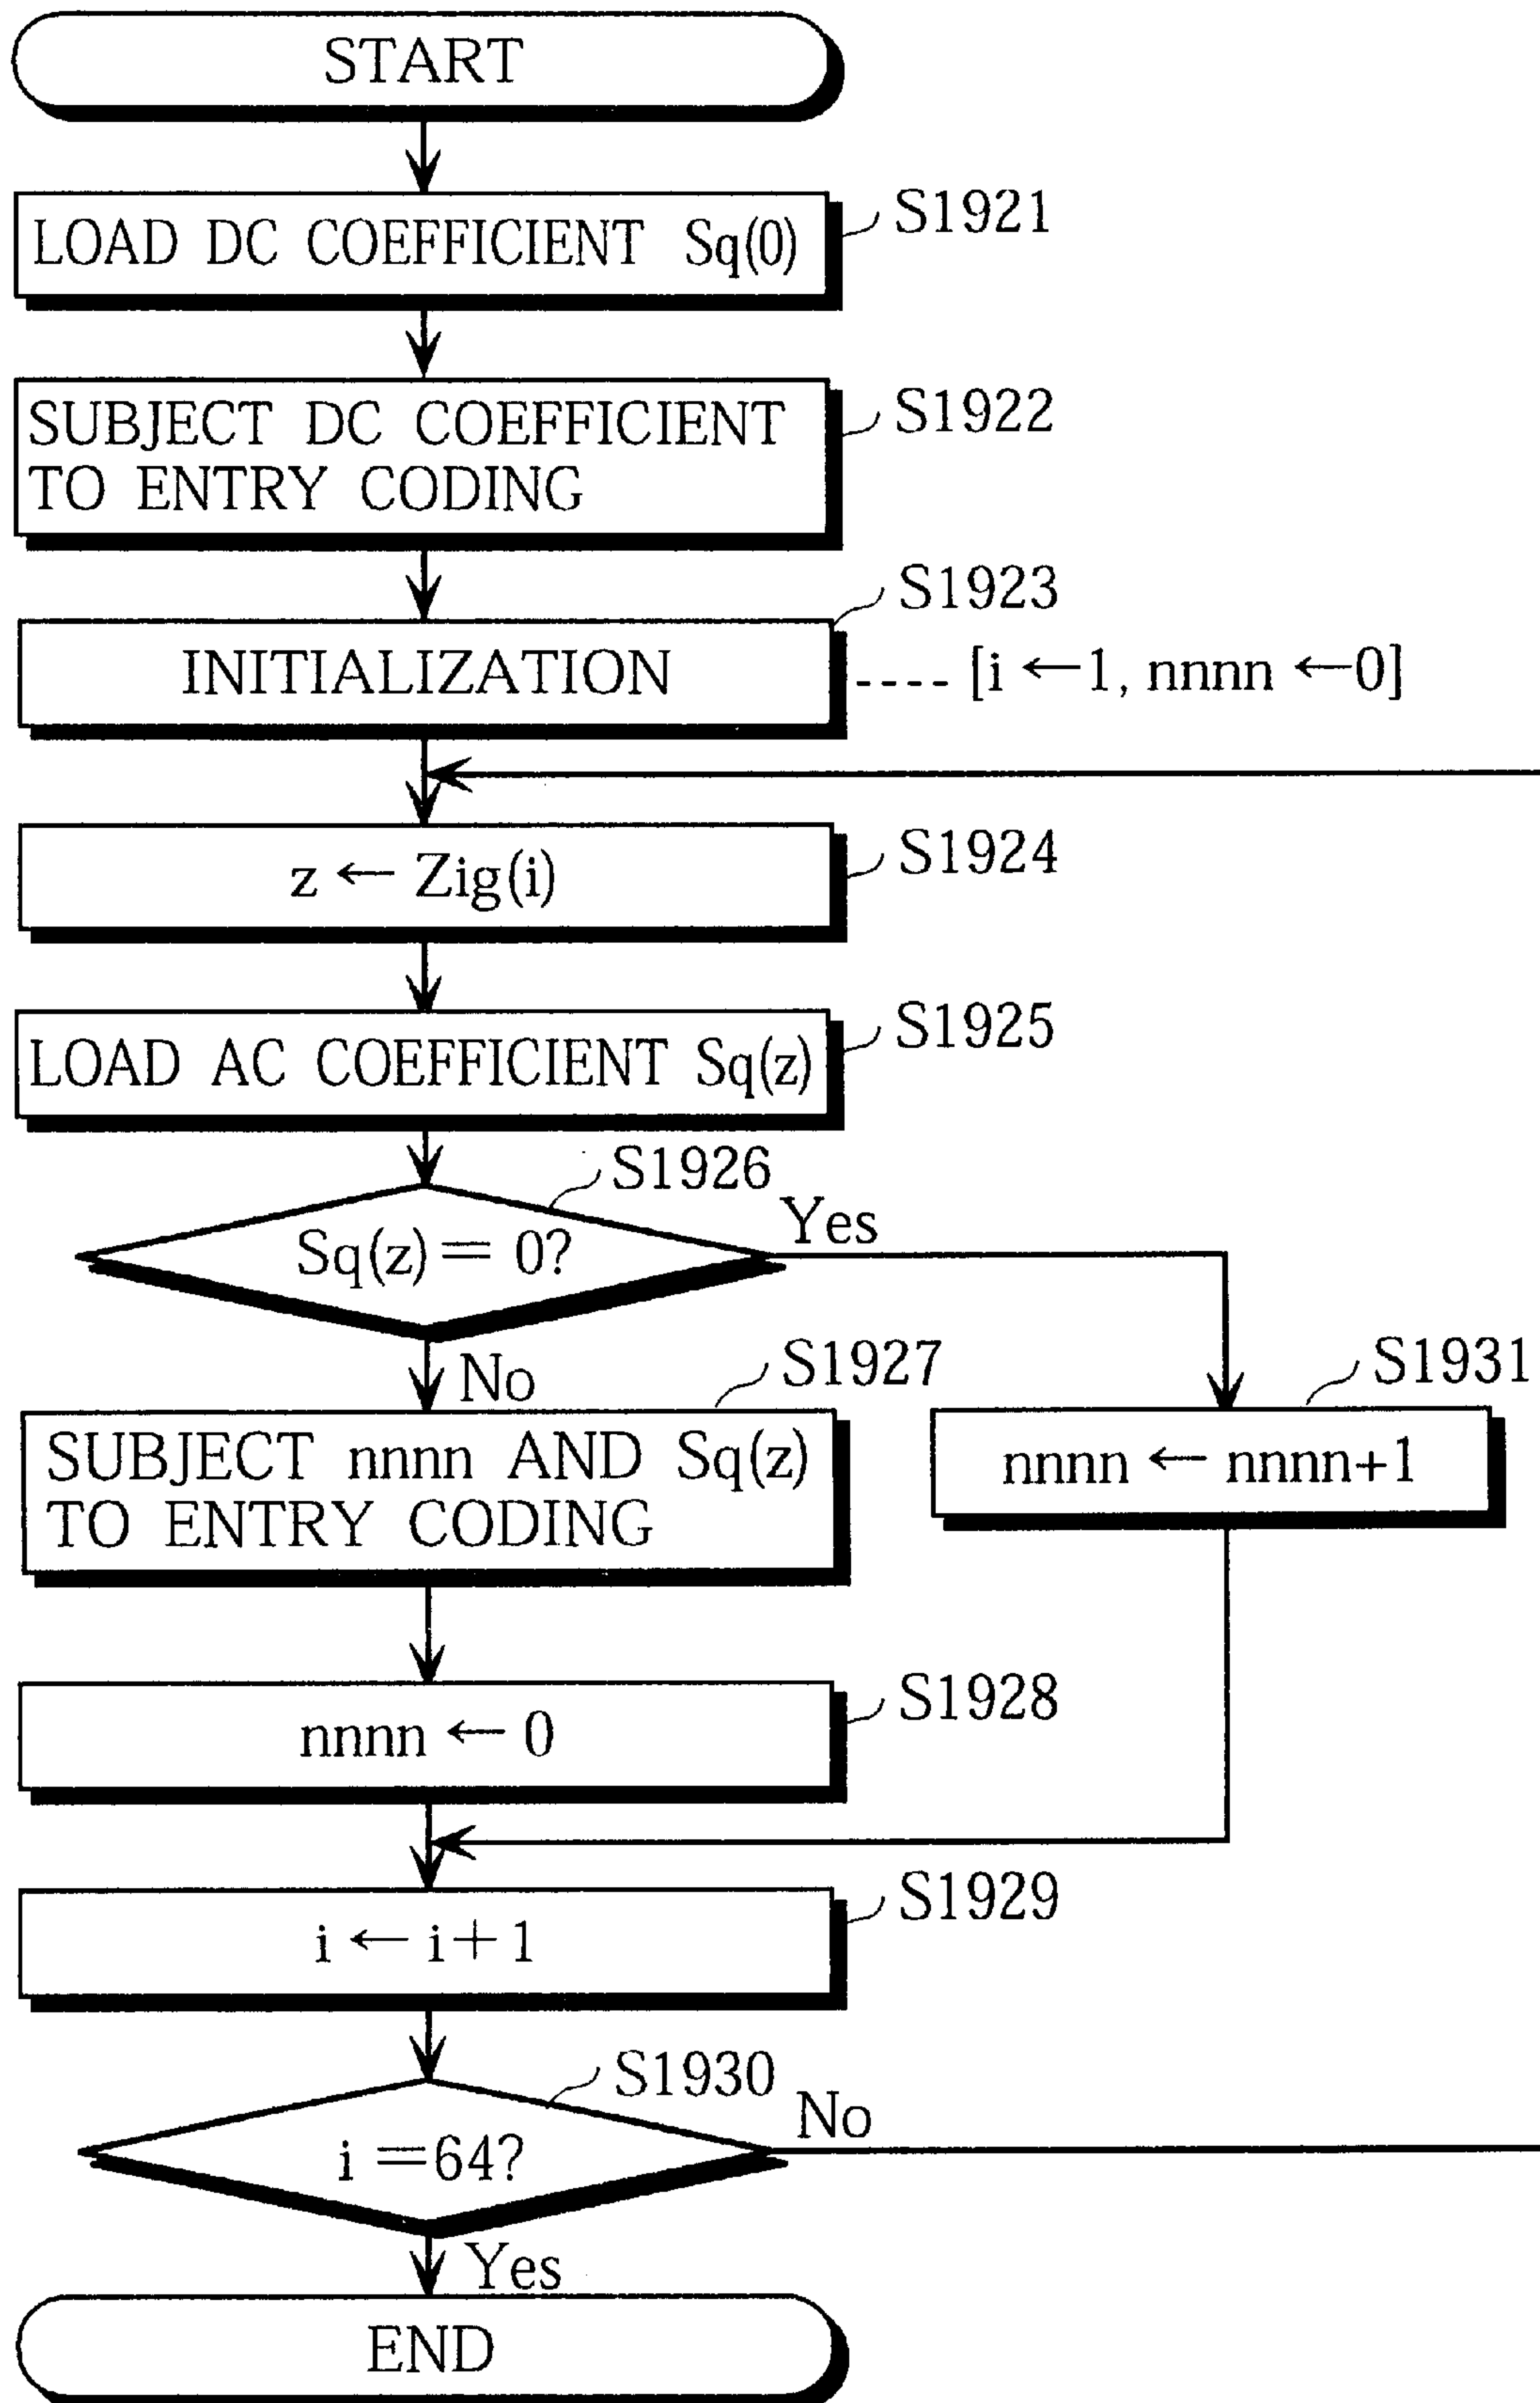 START
LOAD DC COEFFICIENT Sq(0)
S1921
SUBJECT DC COEFFICIENT
TO ENTRY CODING
S1922
S1923
INITIALIZATION
[i ←1, nnnn ←0]
z ← Zig(i)
S1924
LOAD AC COEFFICIENT Sq(z)
S1925
S1926
Sq(z) = 0?
Yes
No
S1927
SUBJECT nnnn AND Sq(z)
TO ENTRY CODING
S1931
nnnn ← nnnn+1
nnnn ← 0
S1928
i ← i+1
S1929
S1930
i =64?
No
Yes
END